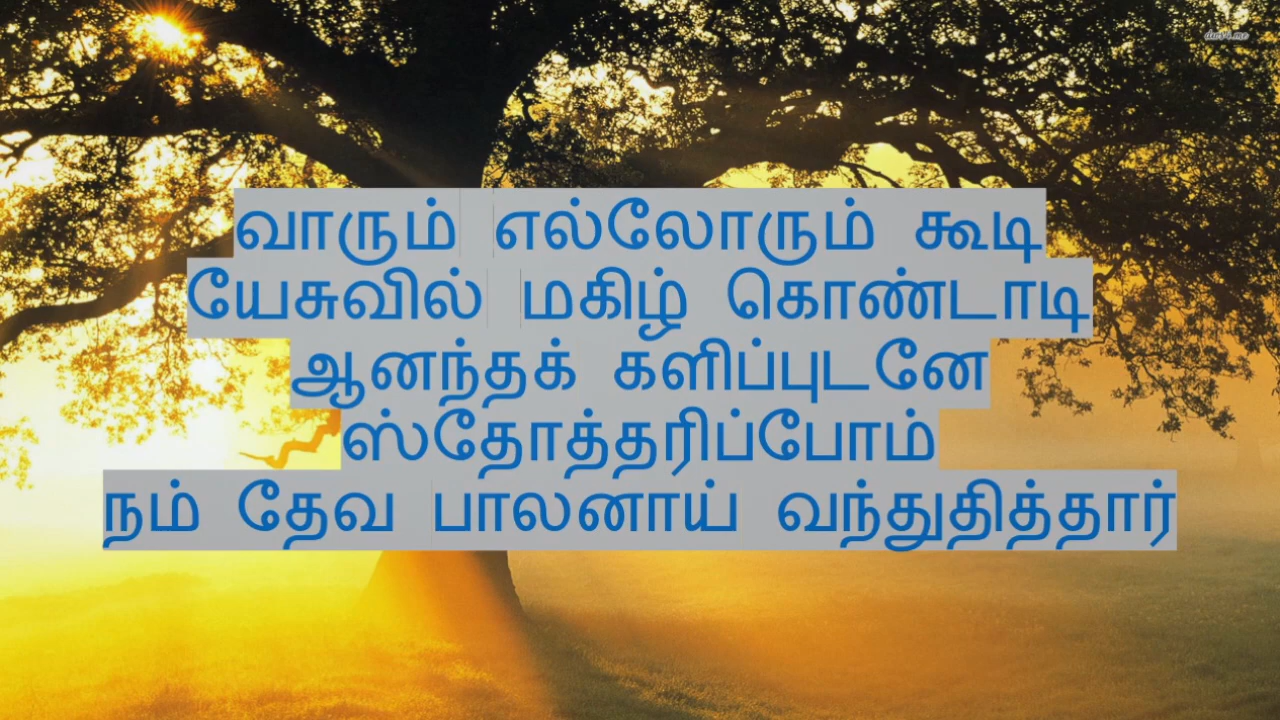 வாரும் எல்லோரும் கூடி
யேசுவில் மகிழ் கொண்டாடி
ஆனந்தக் களிப்புடனே
ஸ்தோத்தரிப்போம்
நம் தேவ பாலனாய் வந்துதித்தார்